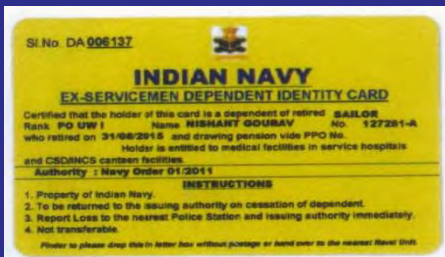 Sl.No. DA 006137
INDIAN NAVY
EX-SERVICEMEN DEPENDENT IDENTITY CARD
Certified that the holder of this card is a dependent of retired SAILOR
Rank PO UW I Name NISHANT GOURAV No. 127281-A
who retired on 31/08/2015 and drawing pension vide PPO No.
Holder is entitled to medical facilities in service hospitals
and CSD/INCS canteen facilities.
Authority : Navy Order 01/2011
INSTRUCTIONS
1. Property of Indian Navy.
2. To be returned to the issuing authority on cessation of dependent.
3. Report Loss to the nearest Police Station and issuing authority immediately.
4. Not transferable.
Finder to please drop this in letter box without postage or hand over to the nearest Naval Unit.